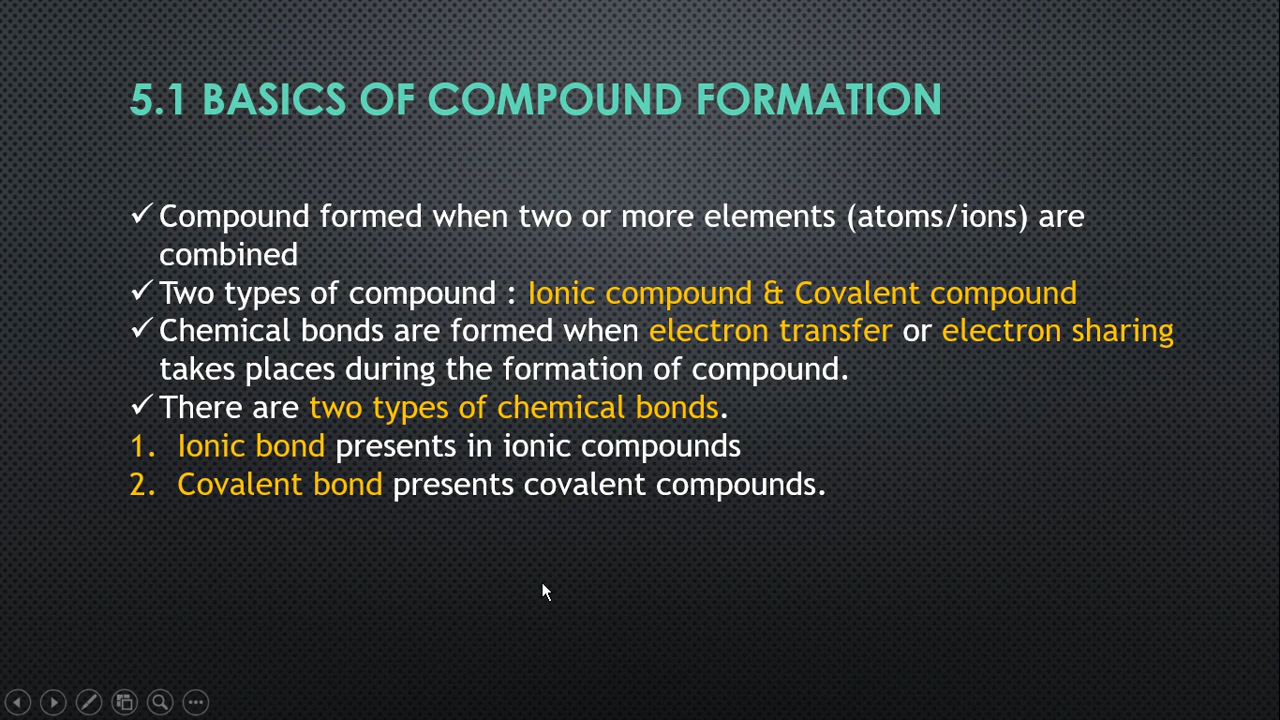 5.1 BASICS OF COMPOUND FORMATION
✓ Compound formed when two or more elements (atoms/ions) are
combined
✓ Two types of compound : Ionic compound & Covalent compound
✓ Chemical bonds are formed when electron transfer or electron sharing
takes places during the formation of compound.
✓ There are two types of chemical bonds.
1. Ionic bond presents in ionic compounds
2. Covalent bond presents covalent compounds.